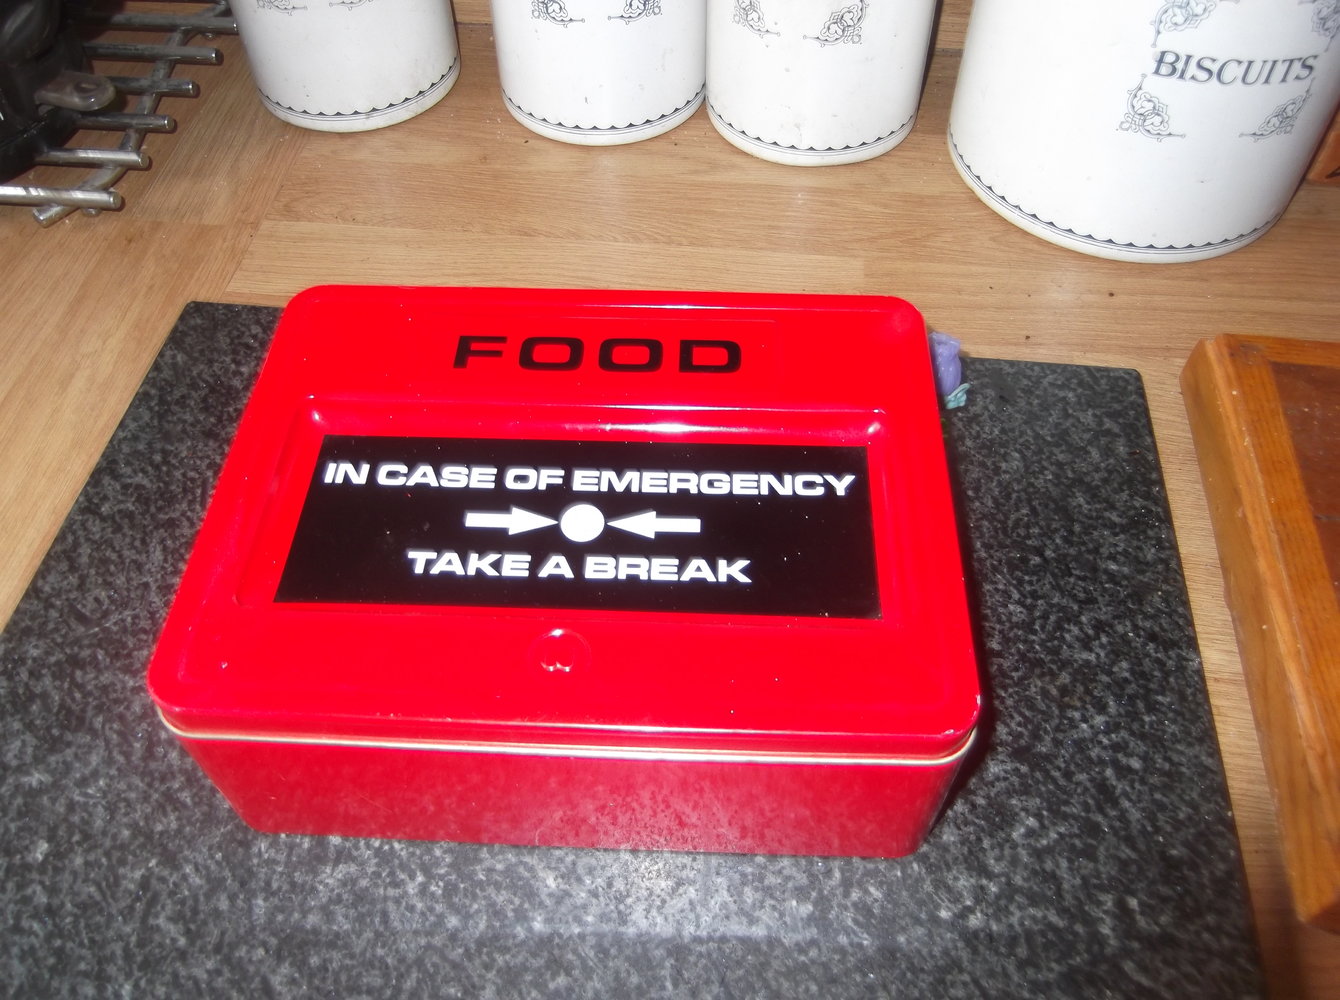 BISCUITS
FOOD
IN CASE OF EMERGENCY
TAKE A BREAK